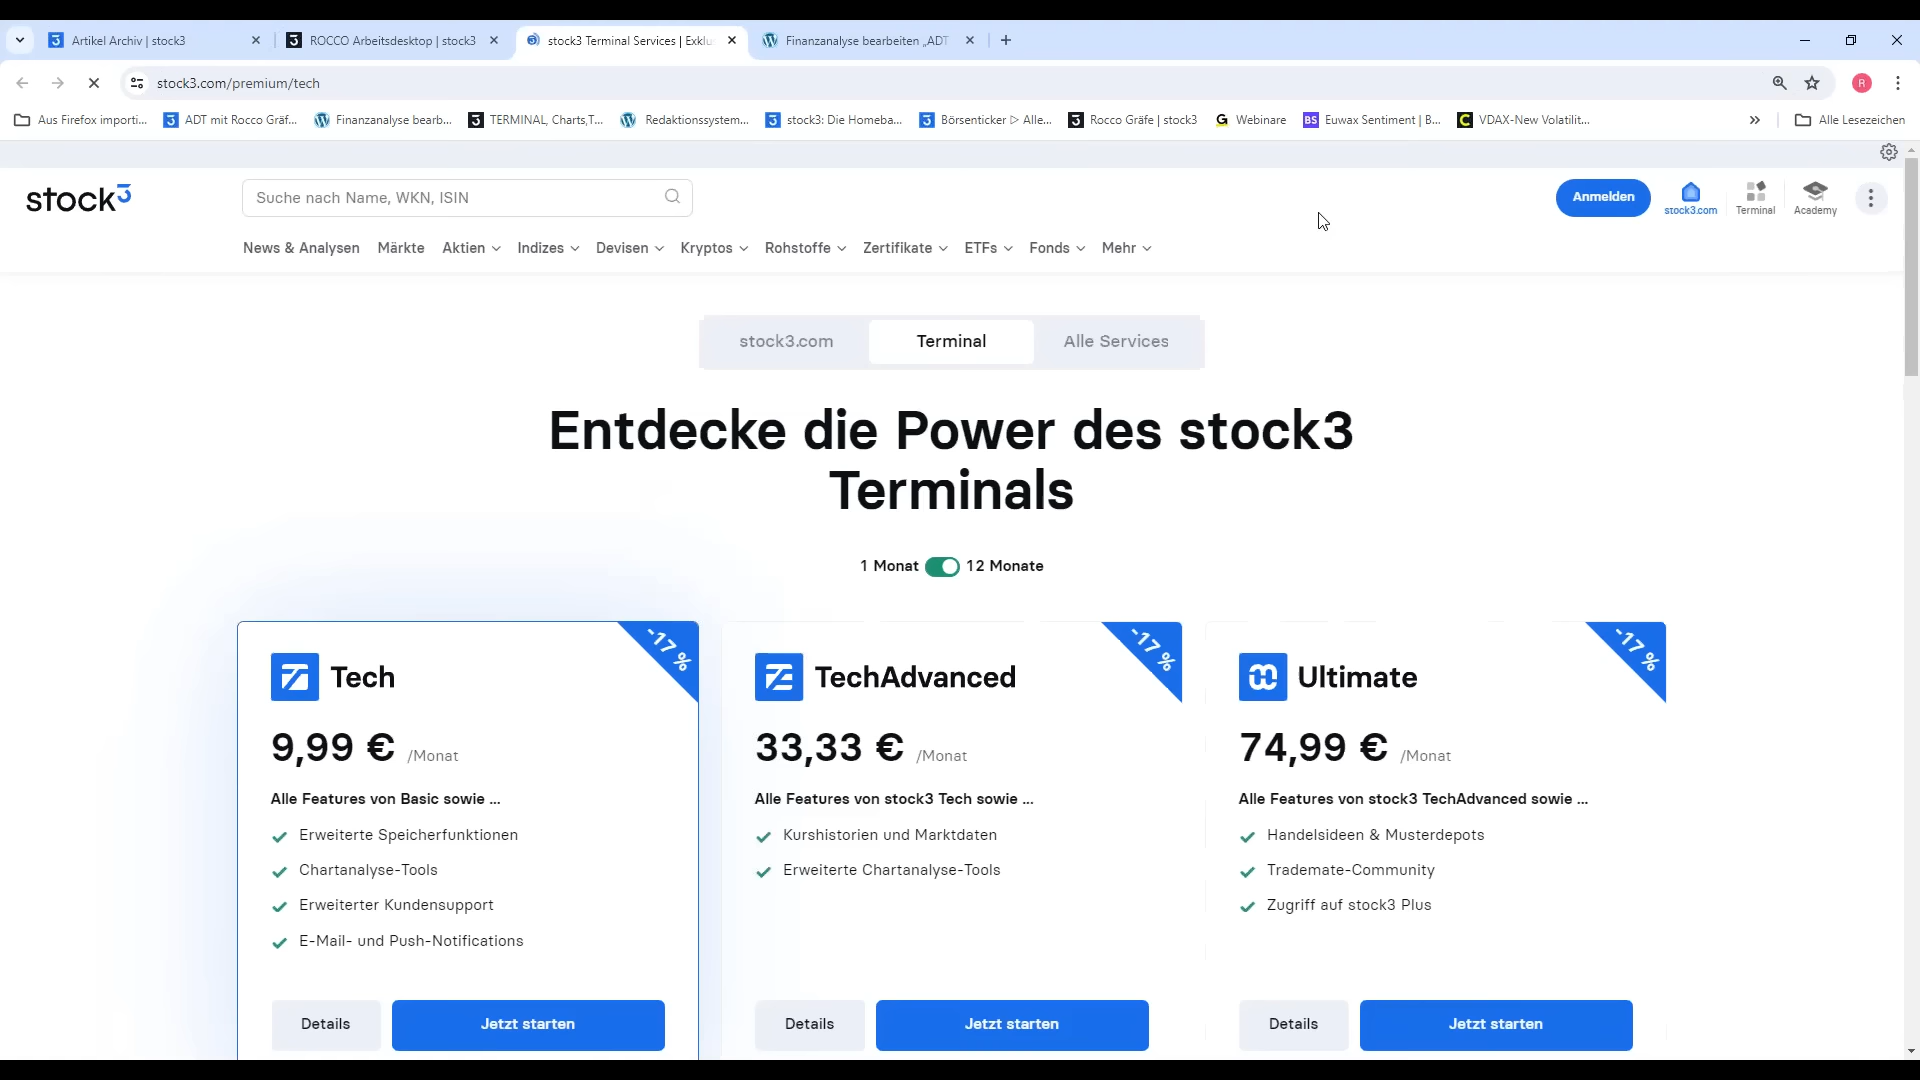 Artikel Archiv | stock3
ROCCO Arbeitsdesktop | stock3
stock3 Terminal Services | Exklu
Finanzanalyse bearbeiten „ADT
stock3.com/premium/tech
R
Aus Firefox importi...
ADT mit Rocco Gräf...
Finanzanalyse bearb...
TERMINAL, Charts,T...
Redaktionssystem...
stock3: Die Homeba...
Börsenticker ▷ Alle...
Rocco Gräfe | stock3
Webinare
Euwax Sentiment | B...
VDAX-New Volatilit...
»
Alle Lesezeichen
stock3
Suche nach Name, WKN, ISIN
Anmelden
stock3.com
Terminal
Academy
News & Analysen
Märkte
Aktien
Indizes
Devisen
Kryptos
Rohstoffe
Zertifikate
ETFs
Fonds
Mehr
stock3.com
Terminal
Alle Services
Entdecke die Power des stock3
Terminals
1 Monat
12 Monate
-17 %
Tech
9,99 € /Monat
Alle Features von Basic sowie ...
Erweiterte Speicherfunktionen
Chartanalyse-Tools
Erweiterter Kundensupport
E-Mail- und Push-Notifications
Details
Jetzt starten
-17 %
TechAdvanced
33,33 € /Monat
Alle Features von stock3 Tech sowie ...
Kurshistorien und Marktdaten
Erweiterte Chartanalyse-Tools
Details
Jetzt starten
-17 %
Ultimate
74,99 € /Monat
Alle Features von stock3 TechAdvanced sowie ...
Handelsideen & Musterdepots
Trademate-Community
Zugriff auf stock3 Plus
Details
Jetzt starten